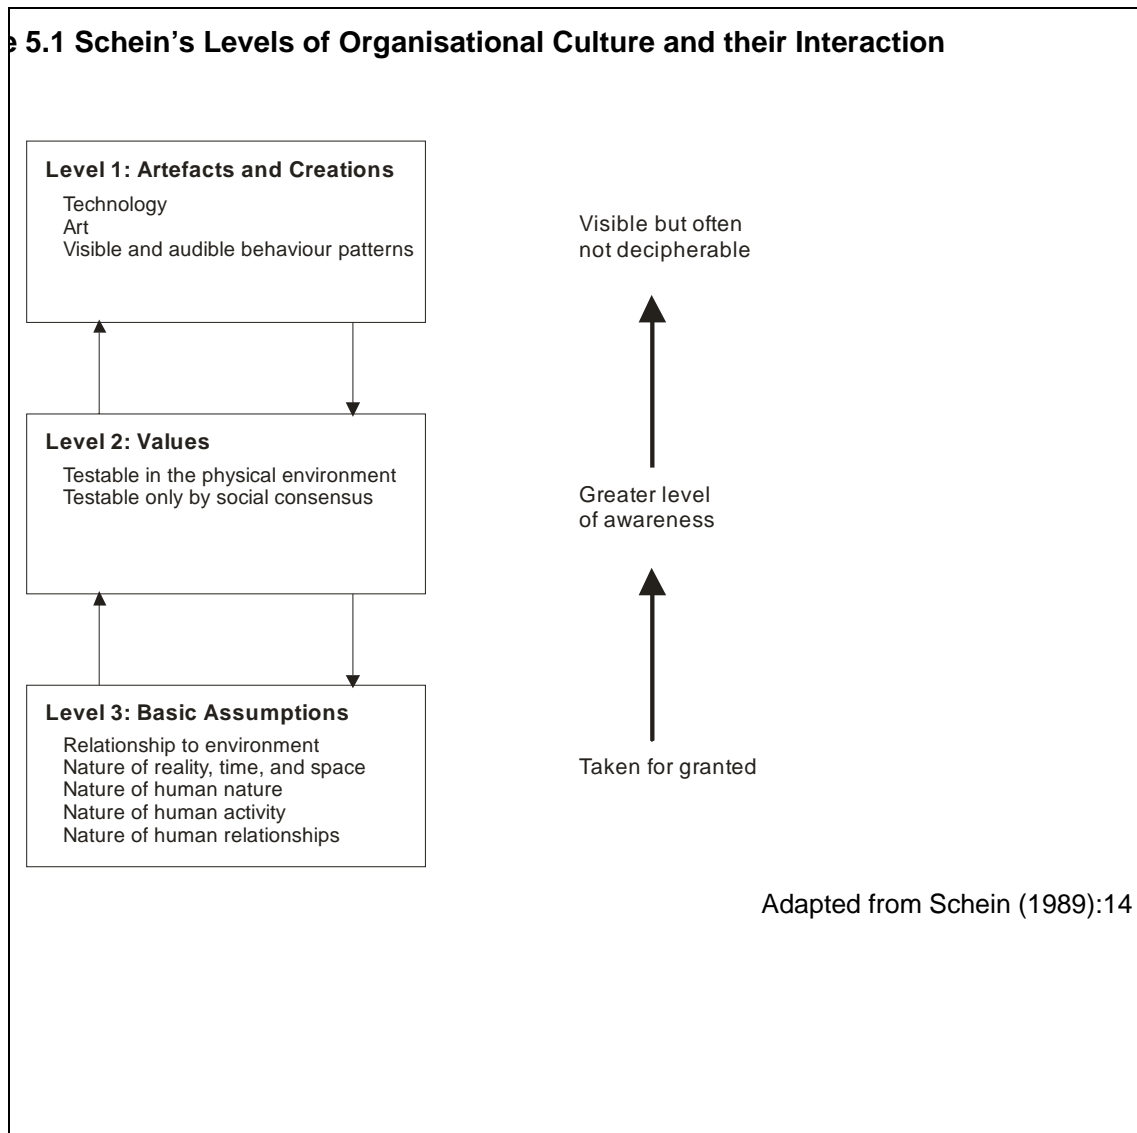 5.1 Schein's Levels of Organisational Culture and their Interaction
Level 1: Artefacts and Creations
Technology
Art
Visible and audible behaviour patterns
Visible but often
not decipherable
Level 2: Values
Testable in the physical environment
Testable only by social consensus
Greater level
of awareness
Level 3: Basic Assumptions
Relationship to environment
Nature of reality, time, and space
Nature of human nature
Nature of human activity
Nature of human relationships
Taken for granted
Adapted from Schein (1989):14